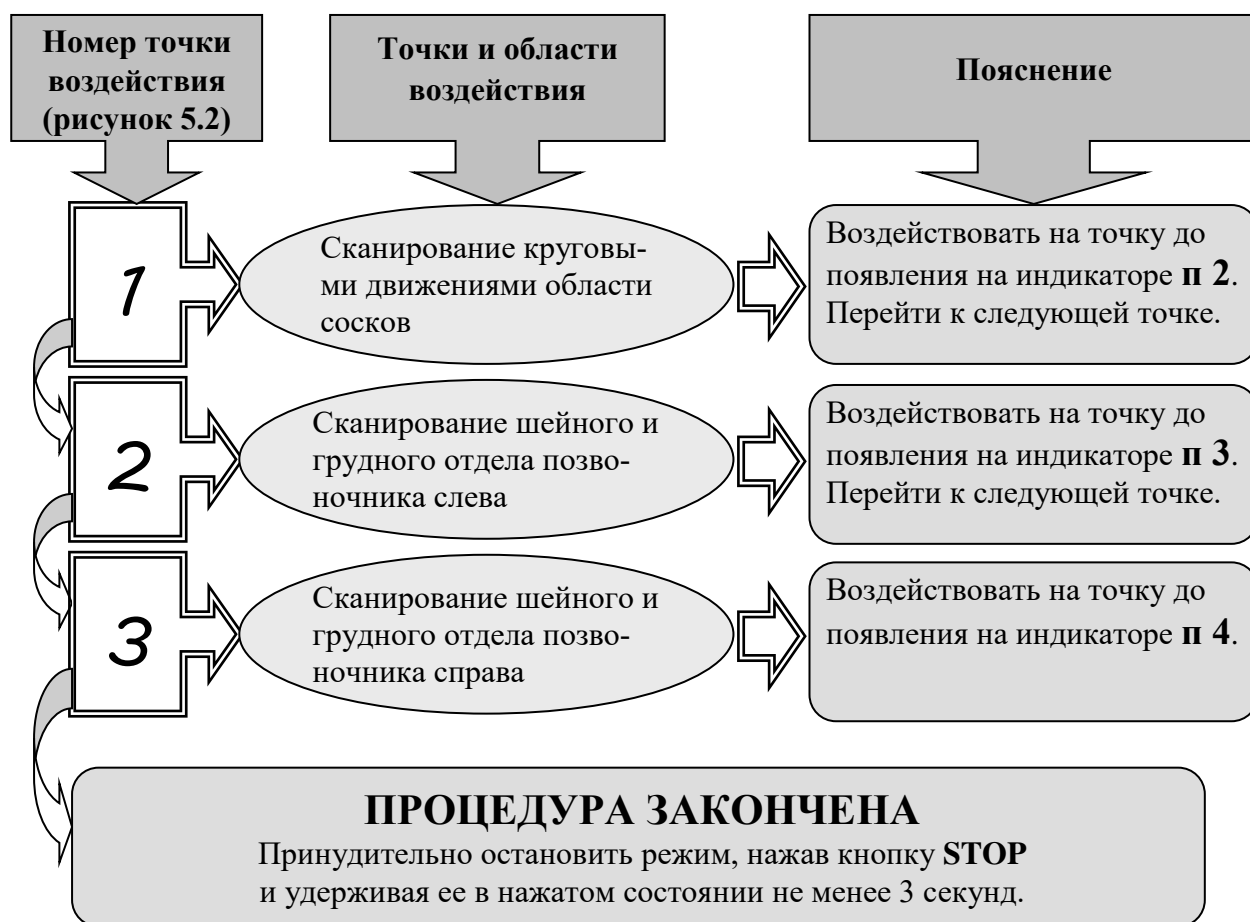 Номер точки
воздействия
(рисунок 5.2)
Точки и области
воздействия
Пояснение
1
Сканирование круговы-
ми движениями области
сосков
Воздействовать на точку до
появления на индикаторе п 2.
Перейти к следующей точке.
2
Сканирование шейного и
грудного отдела позво-
ночника слева
Воздействовать на точку до
появления на индикаторе п 3.
Перейти к следующей точке.
3
Сканирование шейного и
грудного отдела позво-
ночника справа
Воздействовать на точку до
появления на индикаторе п 4.
ПРОЦЕДУРА ЗАКОНЧЕНА
Принудительно остановить режим, нажав кнопку STOP
и удерживая ее в нажатом состоянии не менее 3 секунд.